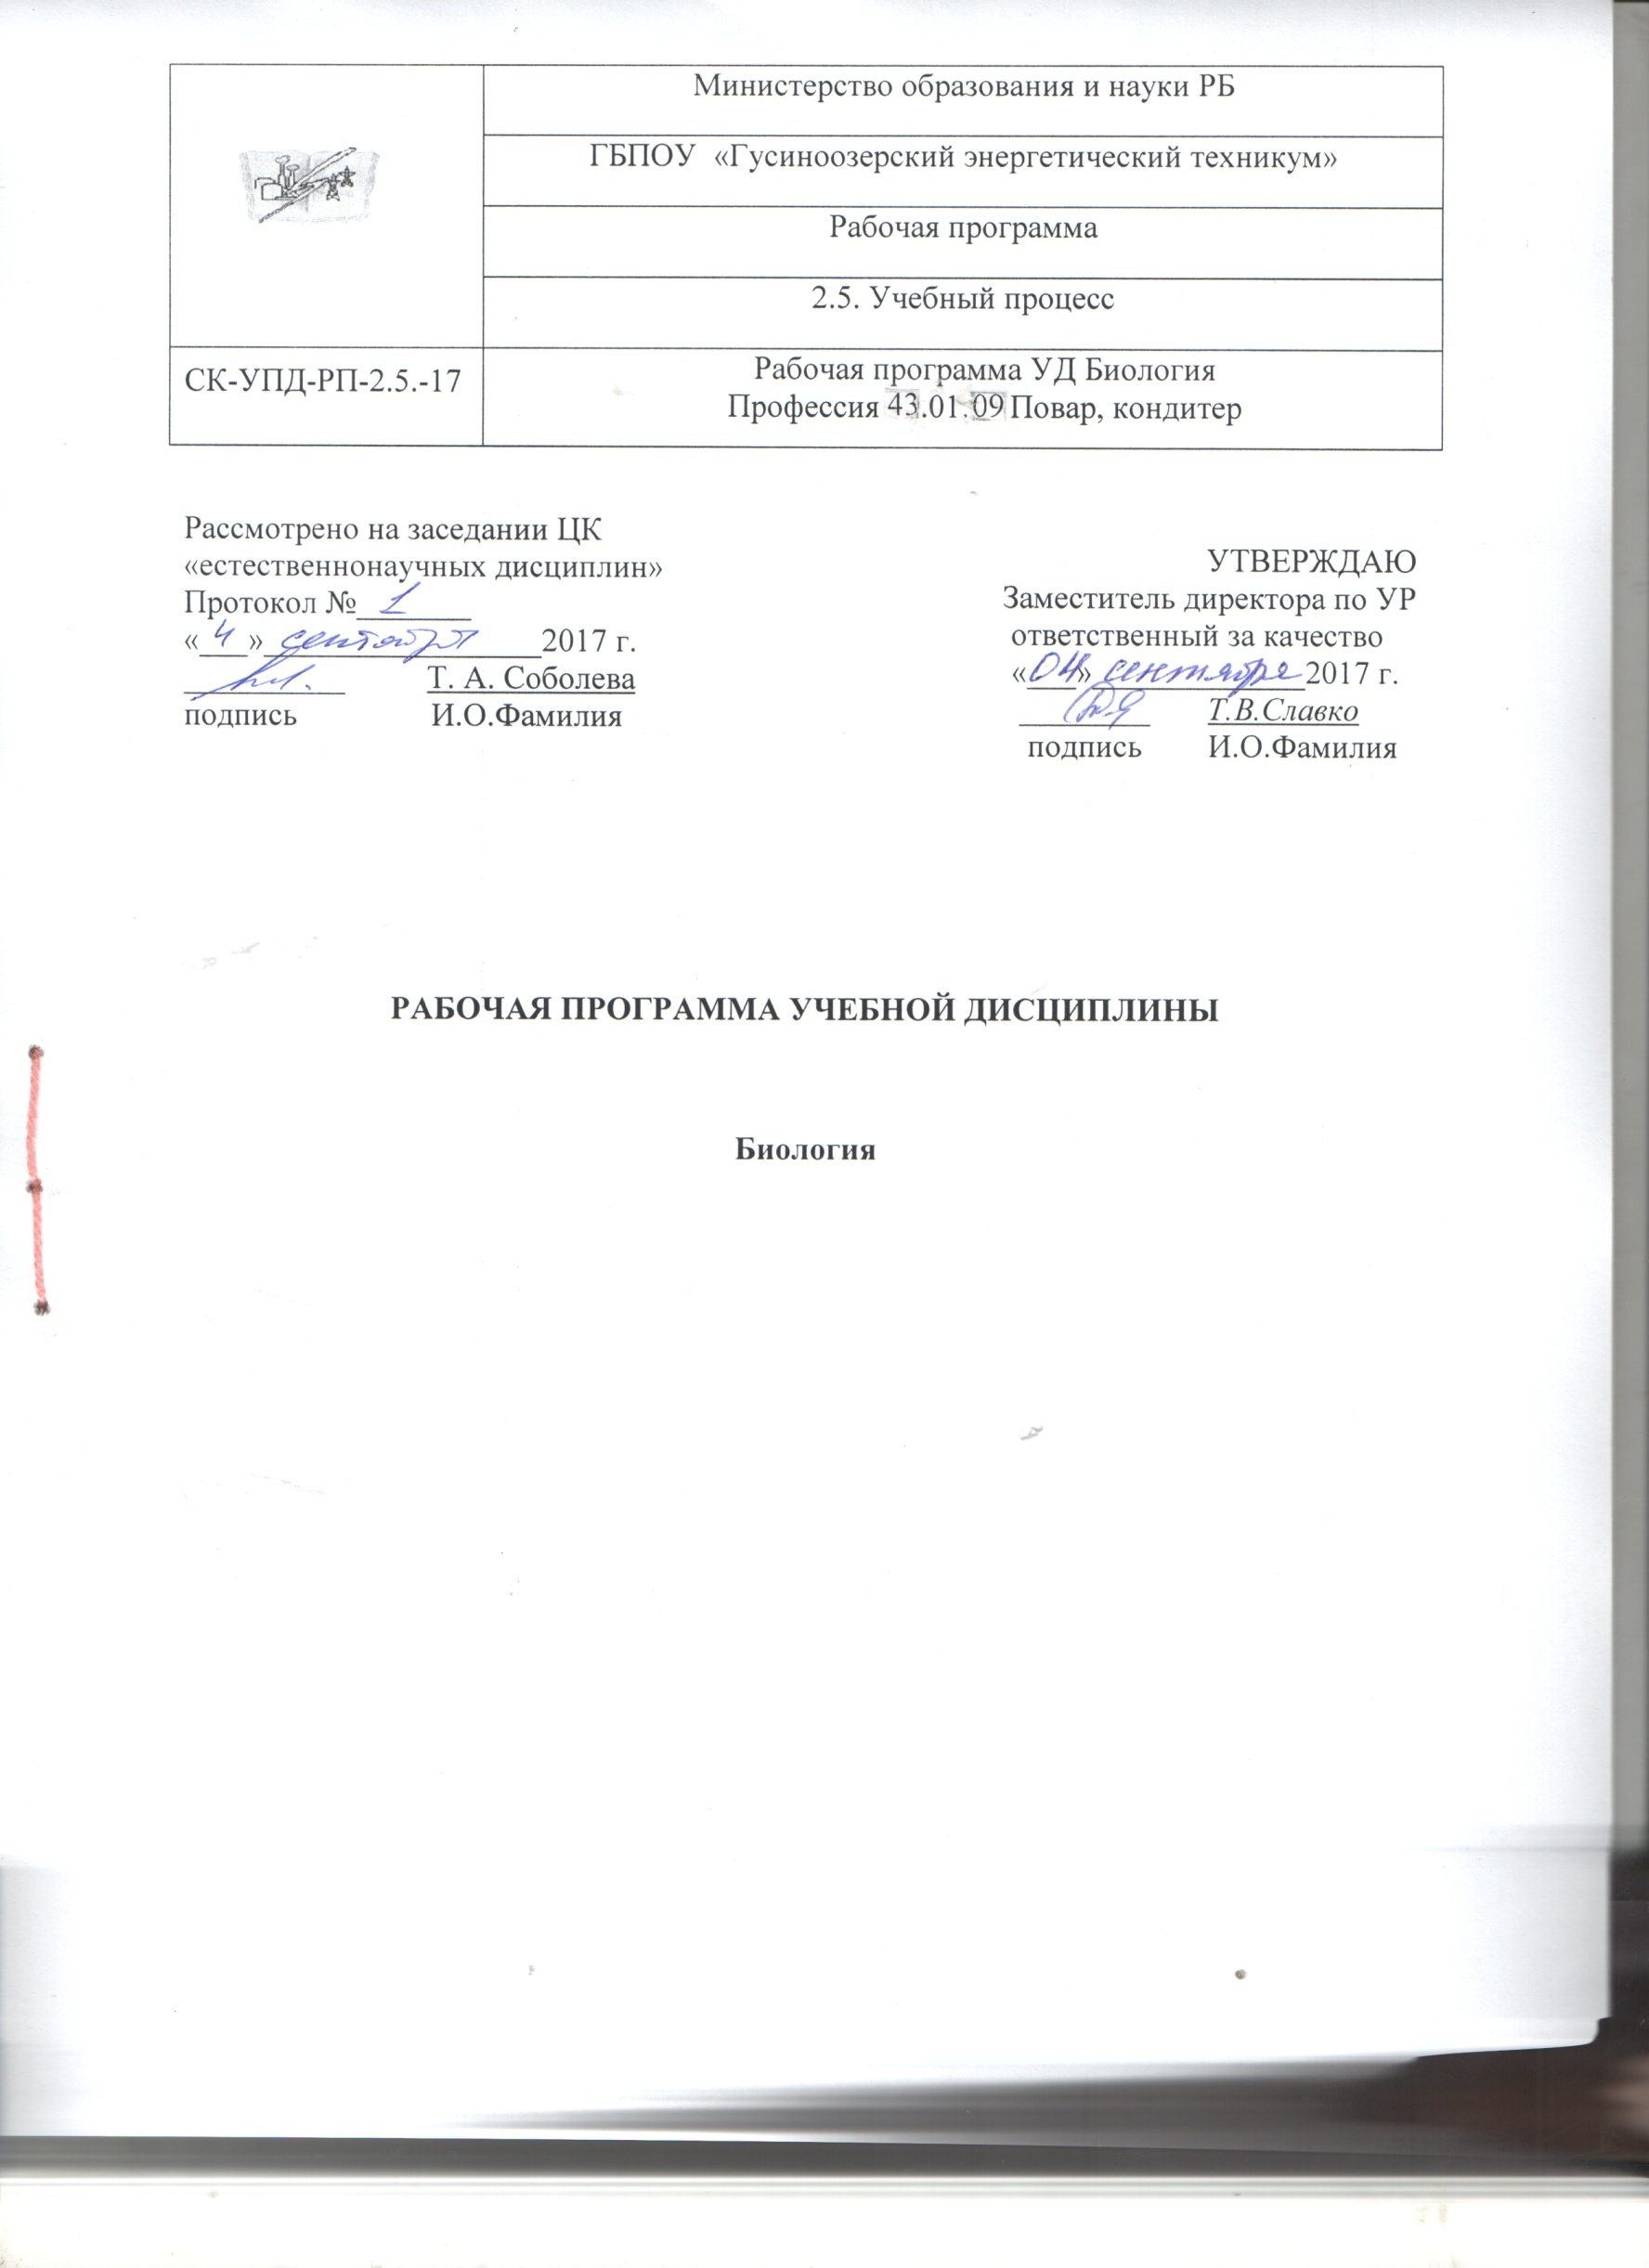 Министерство образования и науки РБ
ГБПОУ «Гусиноозерский энергетический техникум»
Рабочая программа
2.5. Учебный процесс
СК-УПД-РП-2.5.-17
Рабочая программа УД Биология
Профессия 43.01.09 Повар, кондитер
Рассмотрено на заседании ЦК
«естественнонаучных дисциплин»
Протокол № 1
«4» сентября 2017 г.
Т. А. Соболева
подпись И.О.Фамилия
УТВЕРЖДАЮ
Заместитель директора по УР
ответственный за качество
«04» сентября 2017 г.
Т.В.Славко
подпись И.О.Фамилия
РАБОЧАЯ ПРОГРАММА УЧЕБНОЙ ДИСЦИПЛИНЫ
Биология